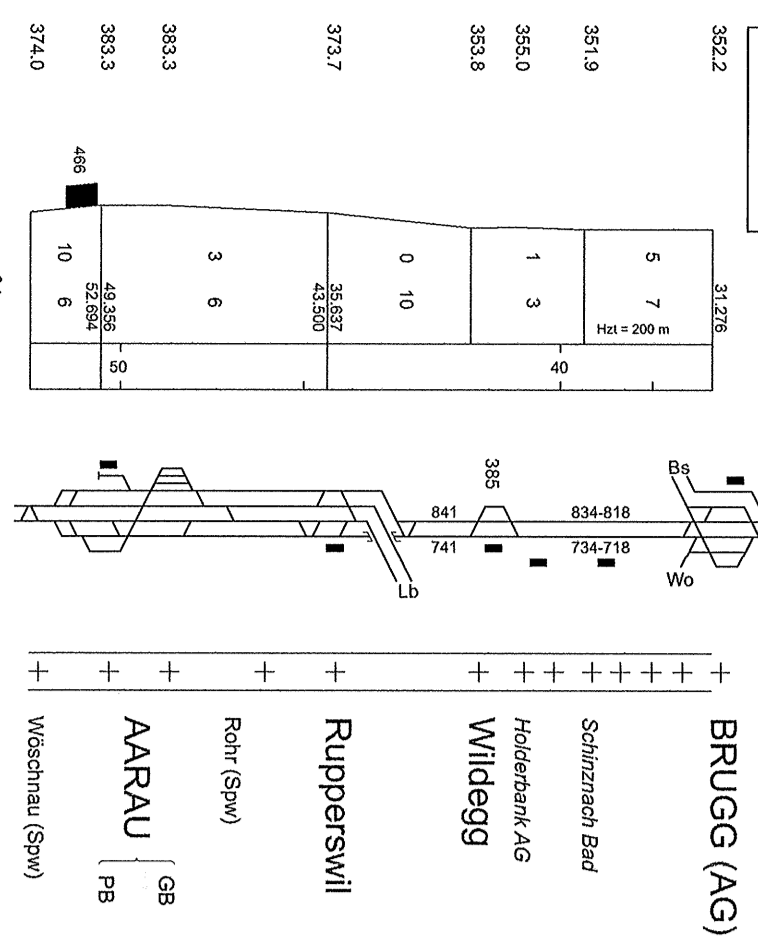 374.0
383.3
383.3
373.7
353.8
355.0
351.9
352.2
466
10
6
3
6
0
10
1
3
5
7
52.694
49.356
43.500
35.637
31.276
Hzt = 200 m
50
40
385
Bs
841
834-818
741
734-718
Wo
Lb
Wöschnau (Spw)
AARAU
PB
GB
Rohr (Spw)
Rupperswil
Wildegg
Holderbank AG
Schinznach Bad
BRUGG (AG)